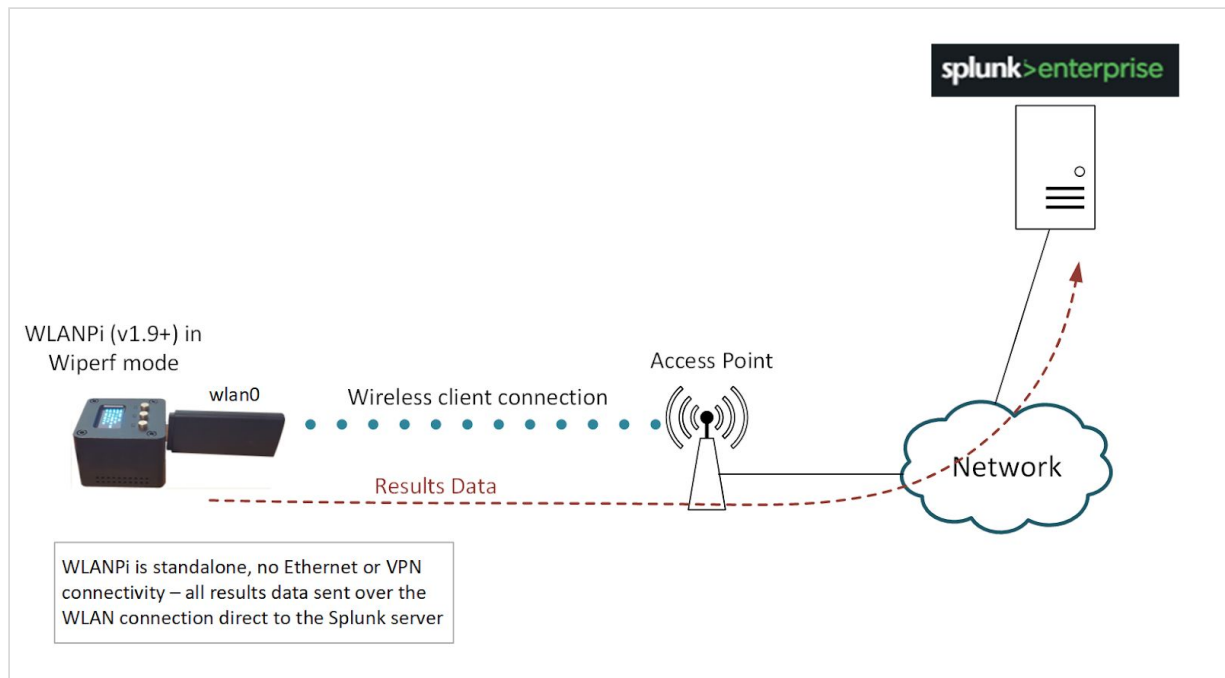 splunk>enterprise
WLANPi (v1.9+) in
Wiperf mode
wlan0
Wireless client connection
Access Point
Results Data
Network
WLANPi is standalone, no Ethernet or VPN
connectivity – all results data sent over the
WLAN connection direct to the Splunk server